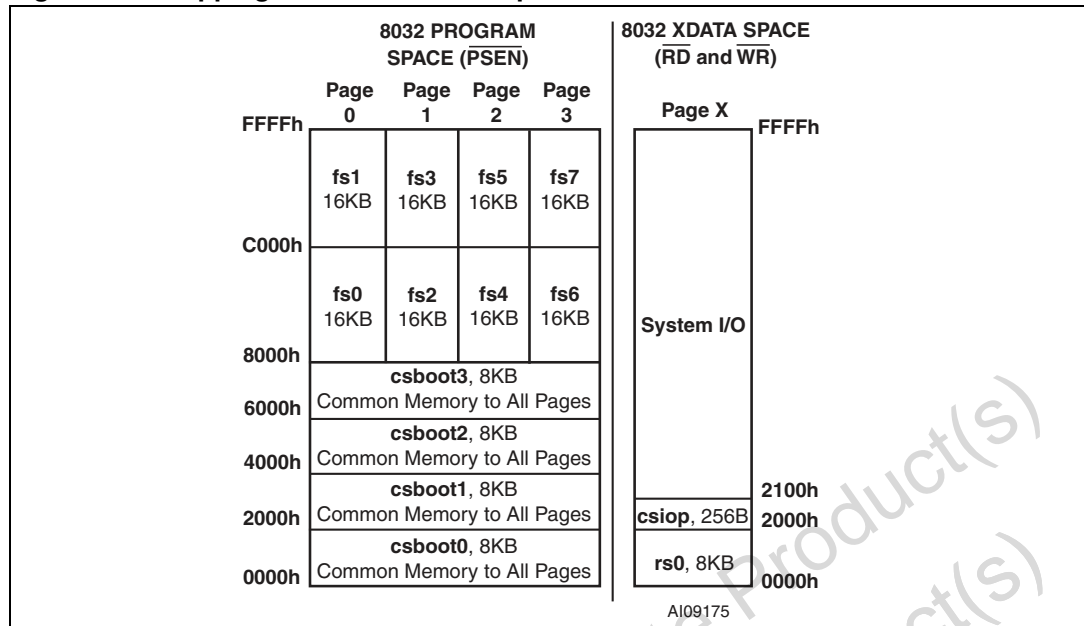 8032 PROGRAM
SPACE (PSEN)
Page 0
Page 1
Page 2
Page 3
FFFFh
fs1
16KB
fs3
16KB
fs5
16KB
fs7
16KB
C000h
fs0
16KB
fs2
16KB
fs4
16KB
fs6
16KB
8000h
csboot3, 8KB
Common Memory to All Pages
6000h
csboot2, 8KB
Common Memory to All Pages
4000h
csboot1, 8KB
Common Memory to All Pages
2000h
csboot0, 8KB
Common Memory to All Pages
0000h
8032 XDATA SPACE
(RD and WR)
Page X
FFFFh
System I/O
2100h
csiop, 256B
2000h
rs0, 8KB
0000h
AI09175
Product(s)